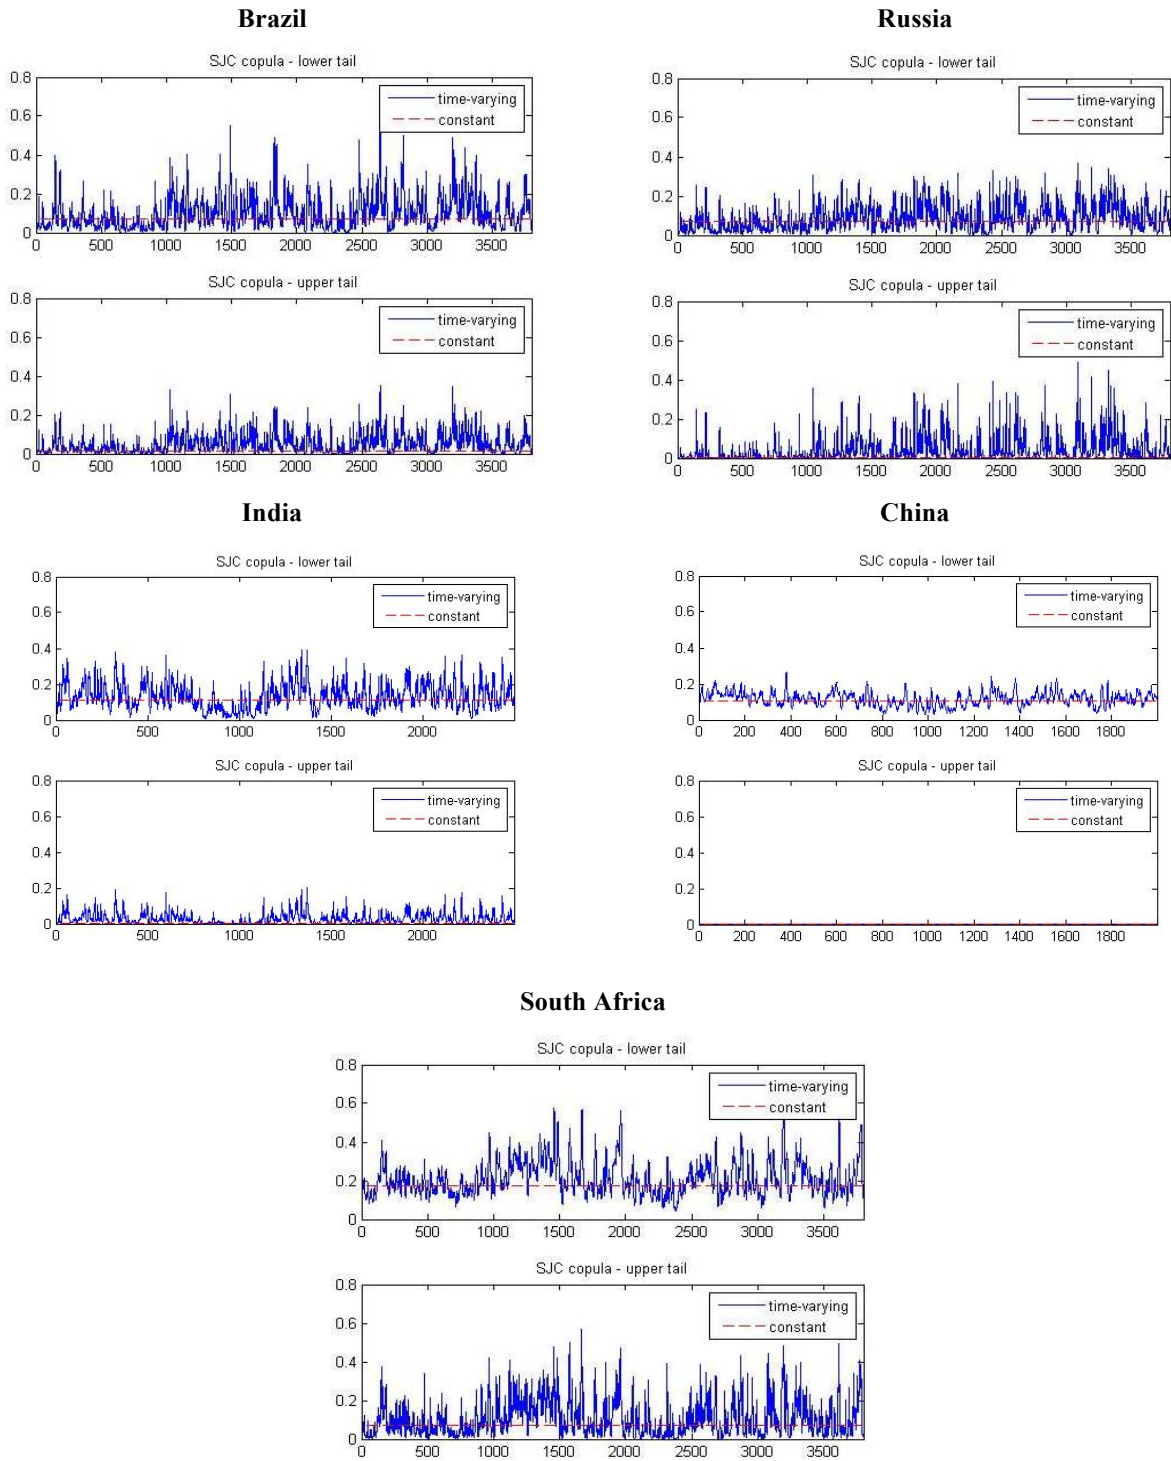 Brazil
SJC copula - lower tail
0.8
0.6
0.4
0.2
0
time-varying
constant
0 500 1000 1500 2000 2500 3000 3500
SJC copula - upper tail
0.8
0.6
0.4
0.2
0
time-varying
constant
0 500 1000 1500 2000 2500 3000 3500
Russia
SJC copula - lower tail
0.8
0.6
0.4
0.2
0
time-varying
constant
0 500 1000 1500 2000 2500 3000 3500
SJC copula - upper tail
0.8
0.6
0.4
0.2
0
time-varying
constant
0 500 1000 1500 2000 2500 3000 3500
India
SJC copula - lower tail
0.8
0.6
0.4
0.2
0
time-varying
constant
0 500 1000 1500 2000
SJC copula - upper tail
0.8
0.6
0.4
0.2
0
time-varying
constant
0 500 1000 1500 2000
China
SJC copula - lower tail
0.8
0.6
0.4
0.2
0
time-varying
constant
0 200 400 600 800 1000 1200 1400 1600 1800
SJC copula - upper tail
0.8
0.6
0.4
0.2
0
time-varying
constant
0 200 400 600 800 1000 1200 1400 1600 1800
South Africa
SJC copula - lower tail
0.8
0.6
0.4
0.2
0
time-varying
constant
0 500 1000 1500 2000 2500 3000 3500
SJC copula - upper tail
0.8
0.6
0.4
0.2
0
time-varying
constant
0 500 1000 1500 2000 2500 3000 3500